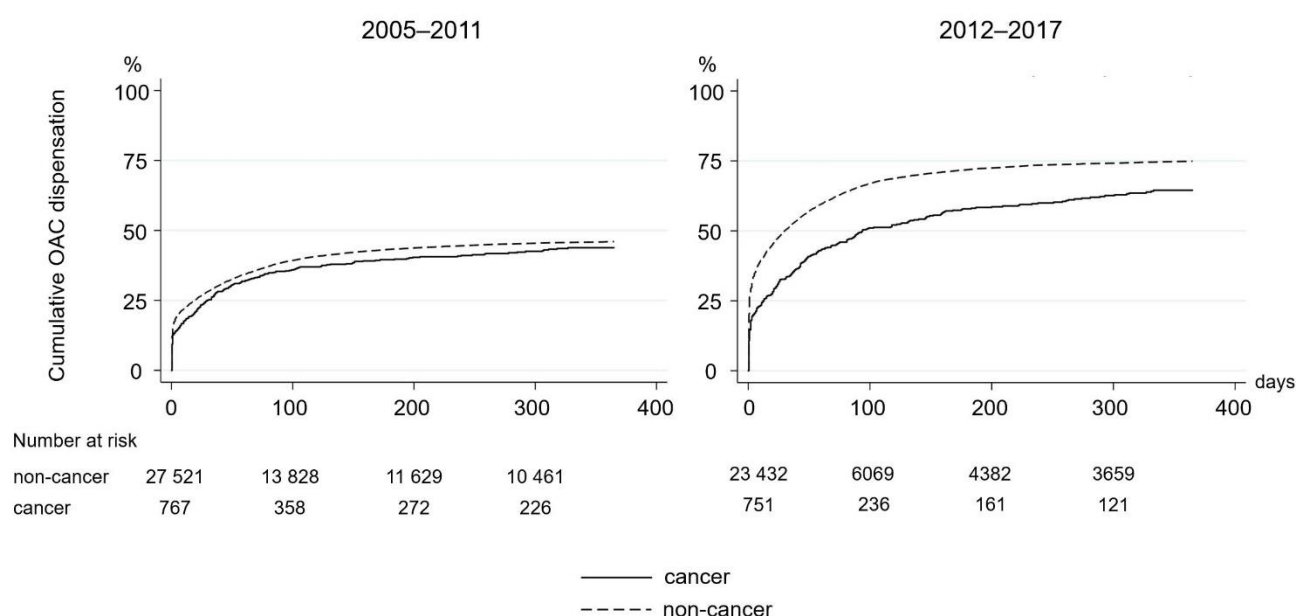 2005–2011
2012–2017
Cumulative OAC dispensation
%
100
75
50
25
0
0 100 200 300 400
%
100
75
50
25
0
0 100 200 300 400
days
Number at risk
non-cancer 27 521 13 828 11 629 10 461 23 432 6069 4382 3659
cancer 767 358 272 226 751 236 161 121
cancer
non-cancer